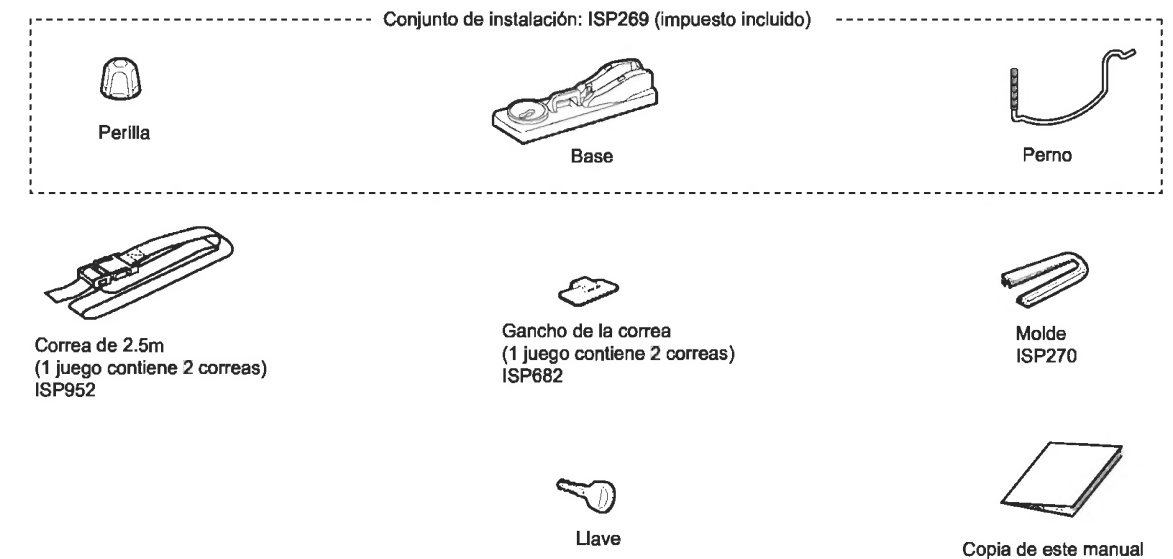 Conjunto de instalación: ISP269 (impuesto incluido)
Perilla
Base
Perno
Correa de 2.5m
(1 juego contiene 2 correas)
ISP952
Gancho de la correa
(1 juego contiene 2 correas)
ISP682
Molde
ISP270
Llave
Copia de este manual